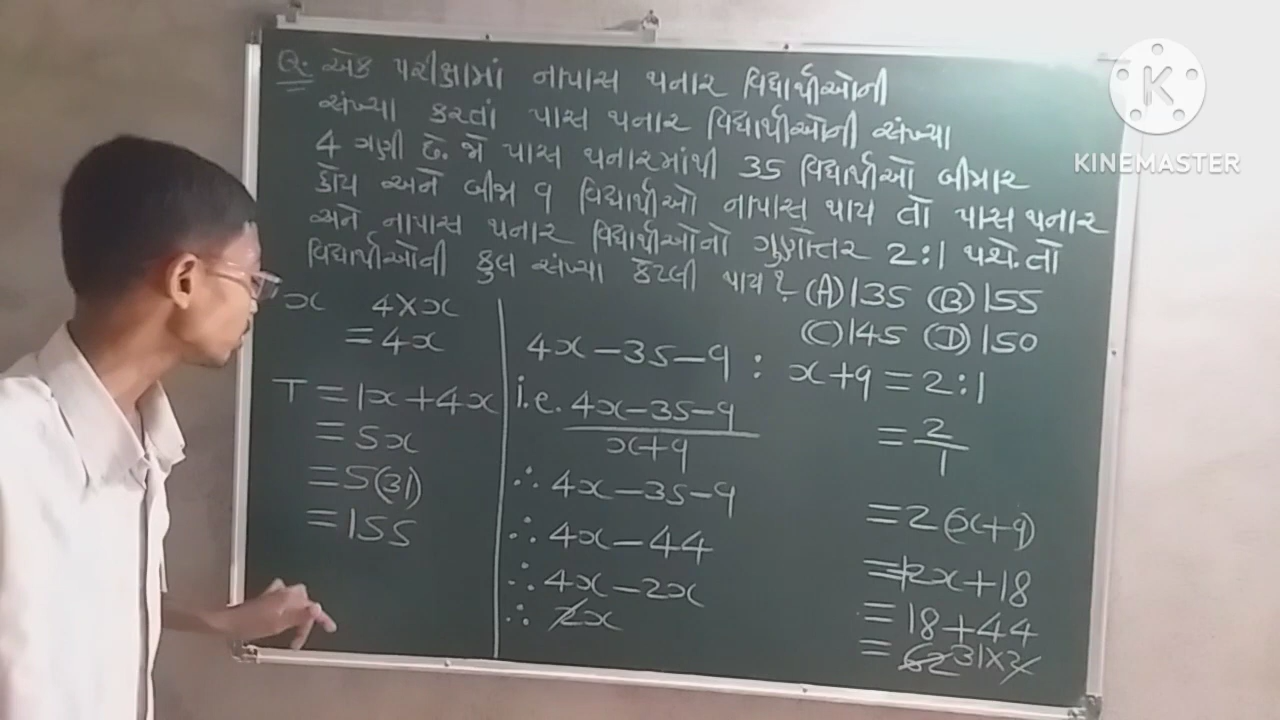 Q. એક પરીક્ષામાં નાપાસ થનાર વિદ્યાર્થીઓની
સંખ્યા કરતાં પાસ થનાર વિદ્યાર્થીઓની સંખ્યા
4 ગણી છે. જો પાસ થનારમાંથી 35 વિદ્યાર્થીઓ બીમાર
હોય અને બીજા 9 વિદ્યાર્થીઓ નાપાસ થાય તો પાસ થનાર
અને નાપાસ થનાર વિદ્યાર્થીઓનો ગુણોત્તર 2:1 થશે. તો
વિદ્યાર્થીઓની કુલ સંખ્યા કેટલી થાય?
(A) 135 (B) 155
(C) 145 (D) 150
x 4×x
= 4x
T = 1x + 4x
= 5x
= 5(31)
= 155
4x - 35 - 9 : x + 9 = 2 : 1
i.e. 4x - 35 - 9 / x + 9 = 2 / 1
∴ 4x - 35 - 9 = 2(x + 9)
∴ 4x - 44 = 2x + 18
∴ 4x - 2x = 18 + 44
∴ 2x = 62 31×2
K
KINEMASTER